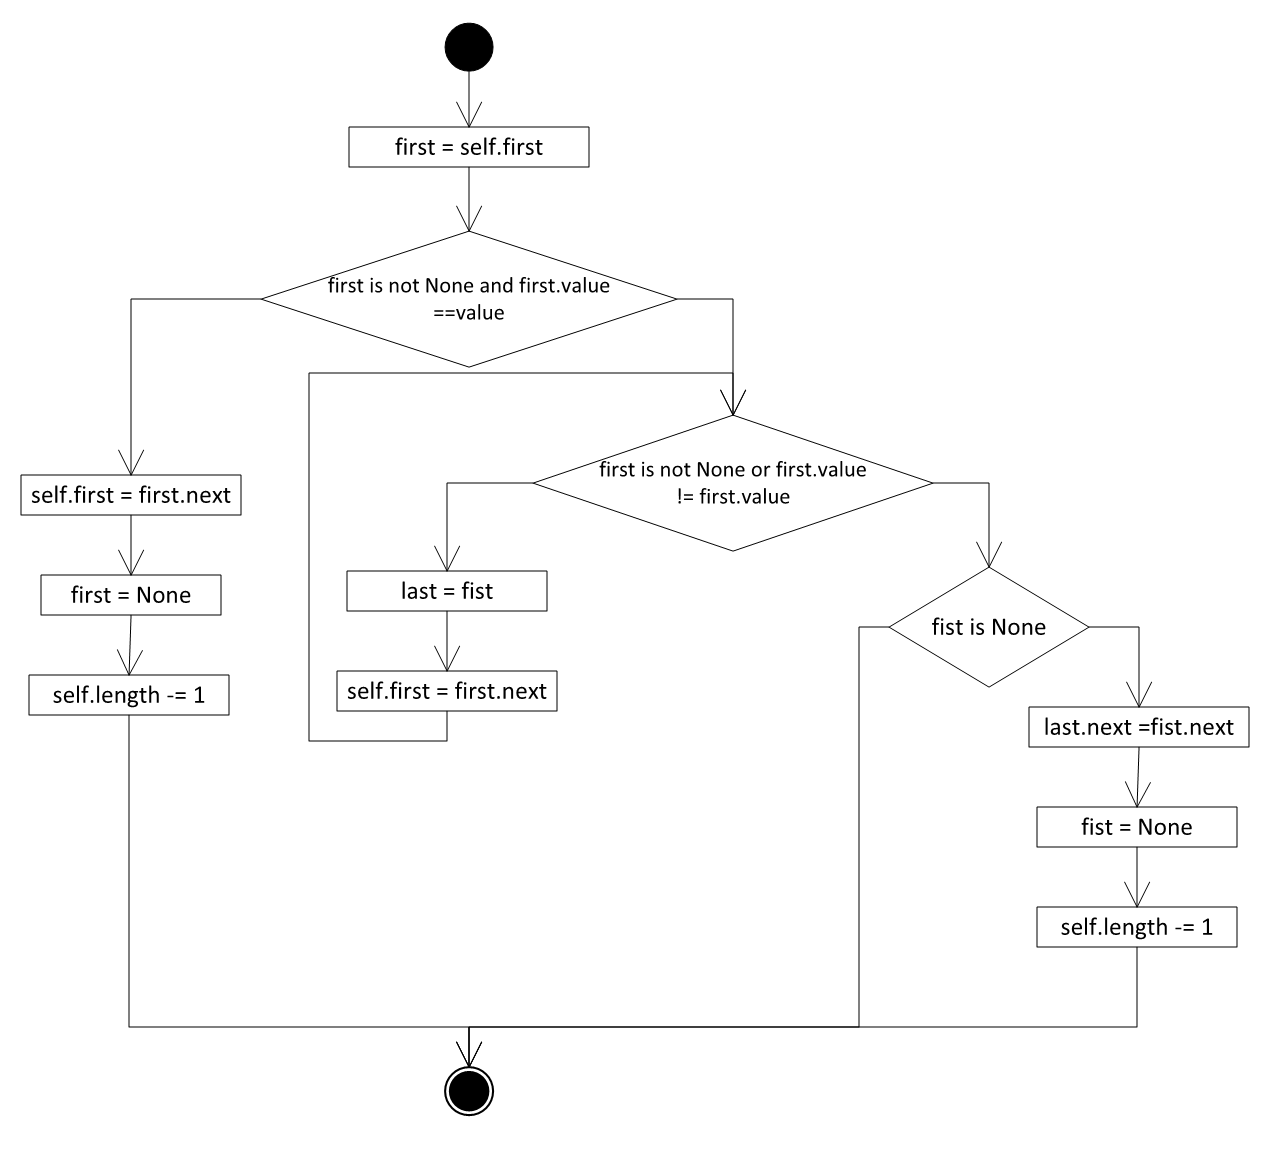 first = self.first
first is not None and first.value
==value
first is not None or first.value
!= first.value
self.first = first.next
last = fist
first = None
fist is None
self.first = first.next
self.length -= 1
last.next =fist.next
fist = None
self.length -= 1